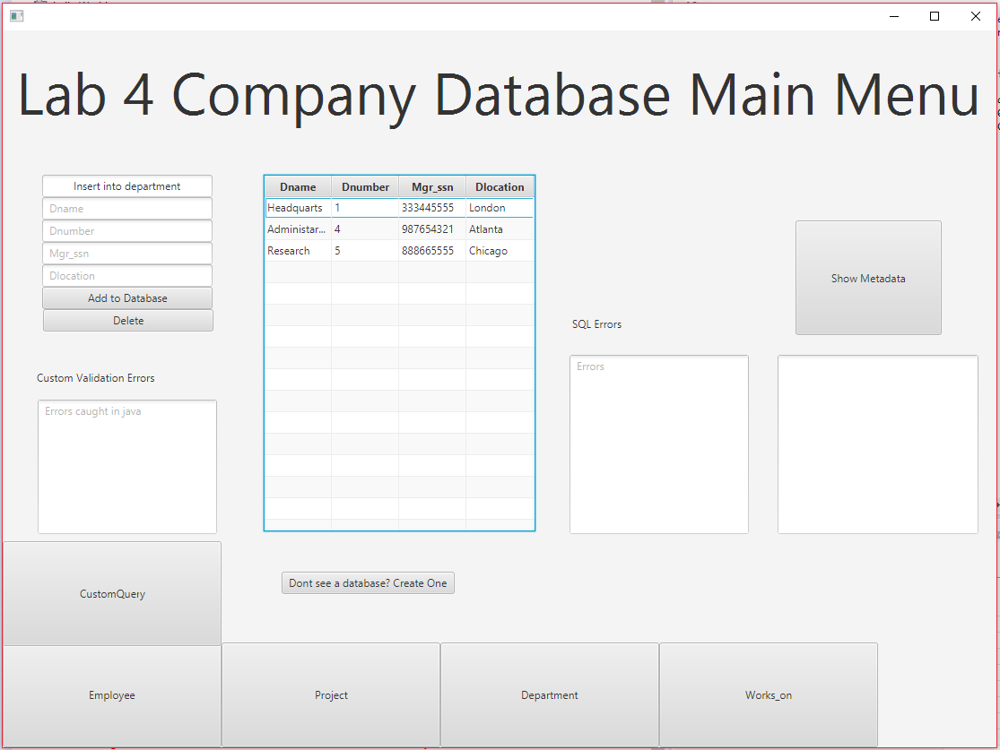 Lab 4 Company Database Main Menu
Insert into department
Dname
Dnumber
Mgr_ssn
Dlocation
Add to Database
Delete
Custom Validation Errors
Errors caught in java
Dname Dnumber Mgr_ssn Dlocation
Headquarts 1 333445555 London
Administar... 4 987654321 Atlanta
Research 5 888665555 Chicago
Show Metadata
SQL Errors
Errors
CustomQuery
Dont see a database? Create One
Employee Project Department Works_on